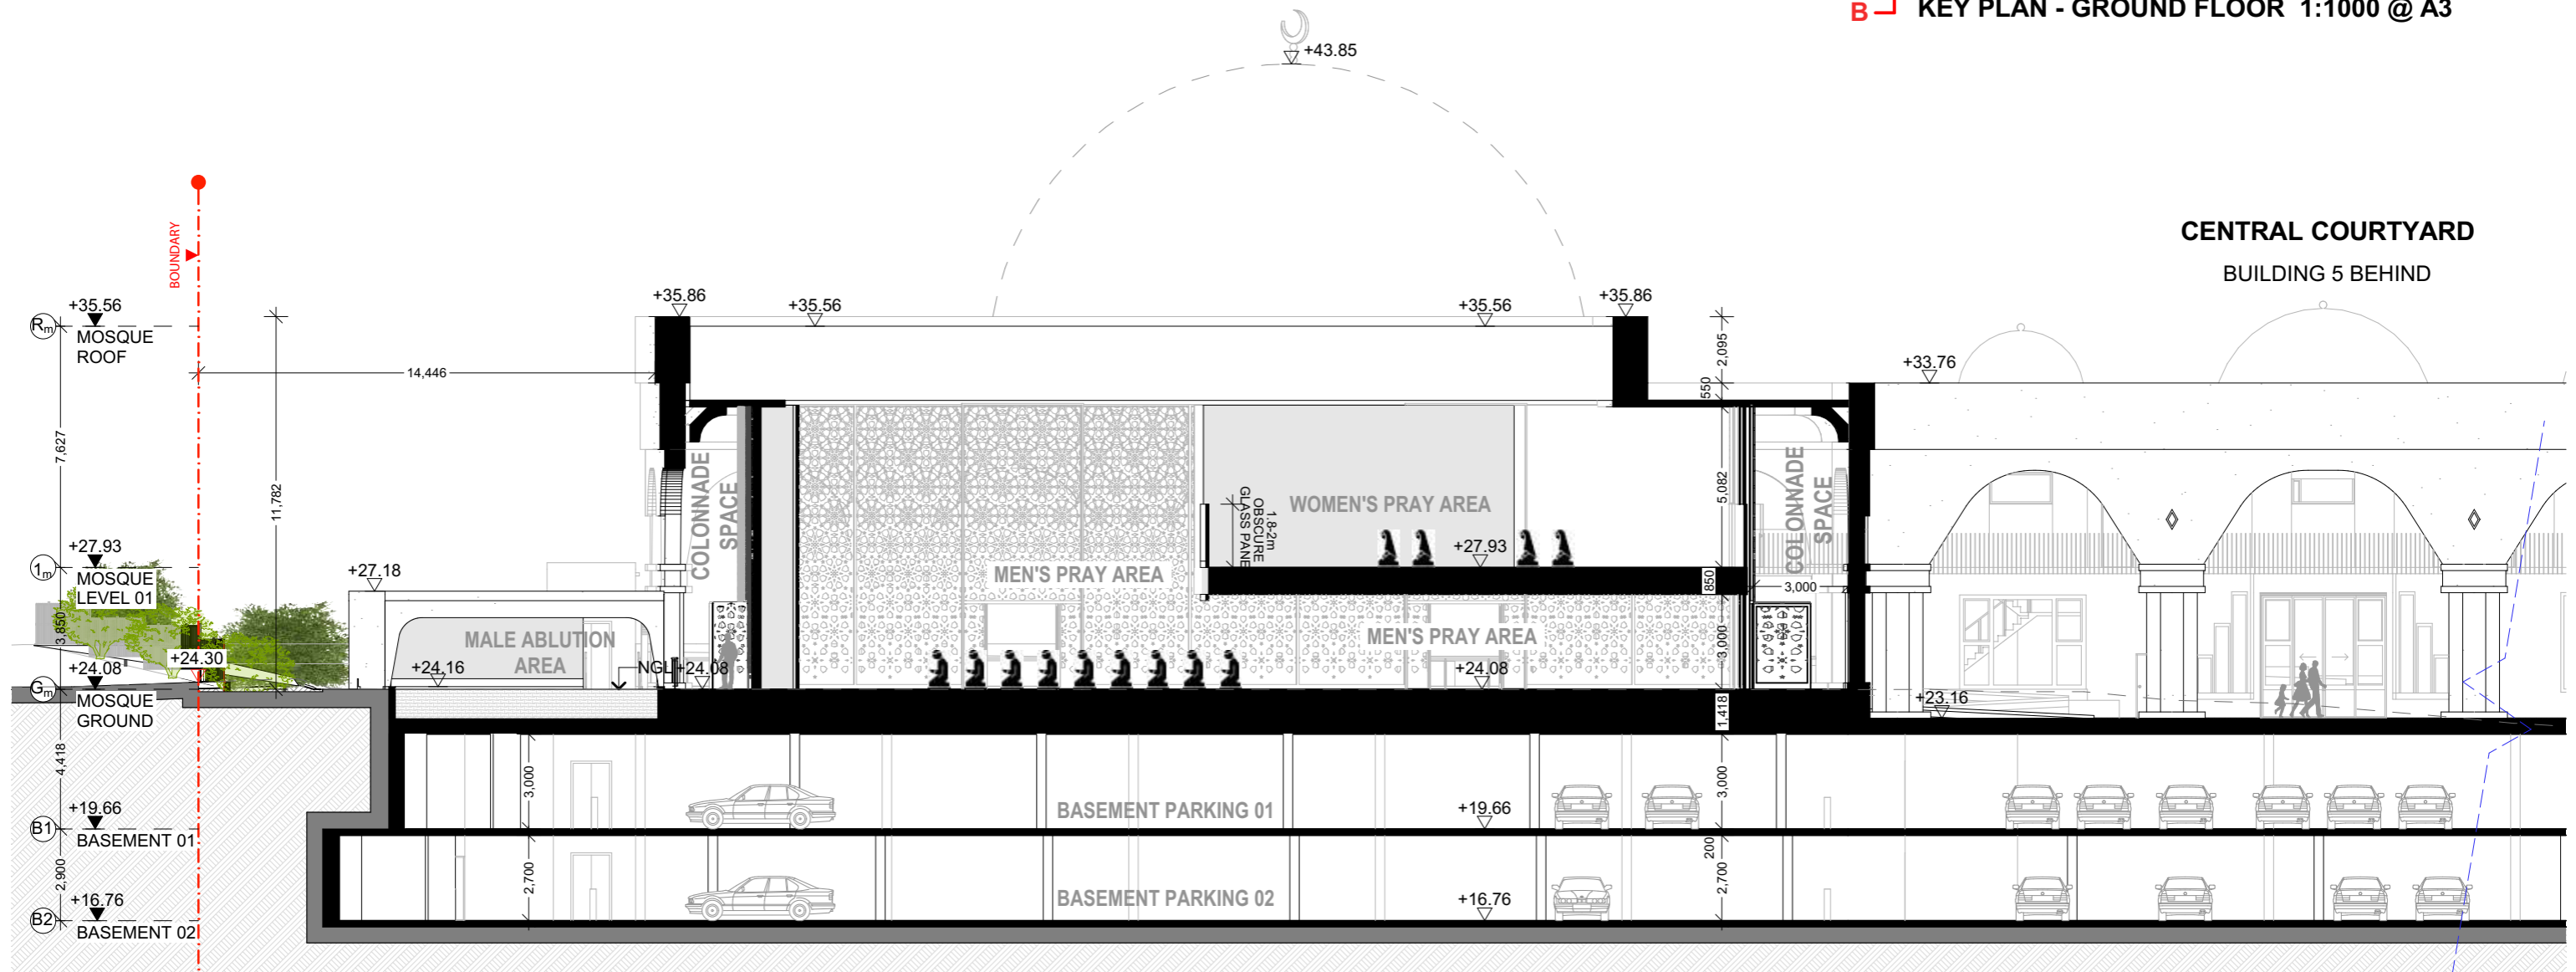 B KEY PLAN - GROUND FLOOR 1:1000 @ A3
+43.85
BOUNDARY
CENTRAL COURTYARD
BUILDING 5 BEHIND
+35.56
Rm
MOSQUE
ROOF
+35.86
+35.56
+35.56
+35.86
2,095
550
+33.76
14,446
7,627
11,782
COLONNADE
SPACE
1.8-2m
OBSCURE
GLASS PANE
WOMEN'S PRAY AREA
5,082
COLONNADE
SPACE
+27.93
1m
MOSQUE
LEVEL 01
+27.18
+27.93
MEN'S PRAY AREA
850
3,000
3,850
MALE ABLUTION
AREA
MEN'S PRAY AREA
3,000
+24.30
+24.08
Gm
MOSQUE
GROUND
+24.16
NGL
+24.08
+24.08
+23.16
1,418
4,418
3,000
3,000
+19.66
B1
BASEMENT 01
BASEMENT PARKING 01
+19.66
2,900
2,700
200
2,700
+16.76
B2
BASEMENT 02
BASEMENT PARKING 02
+16.76